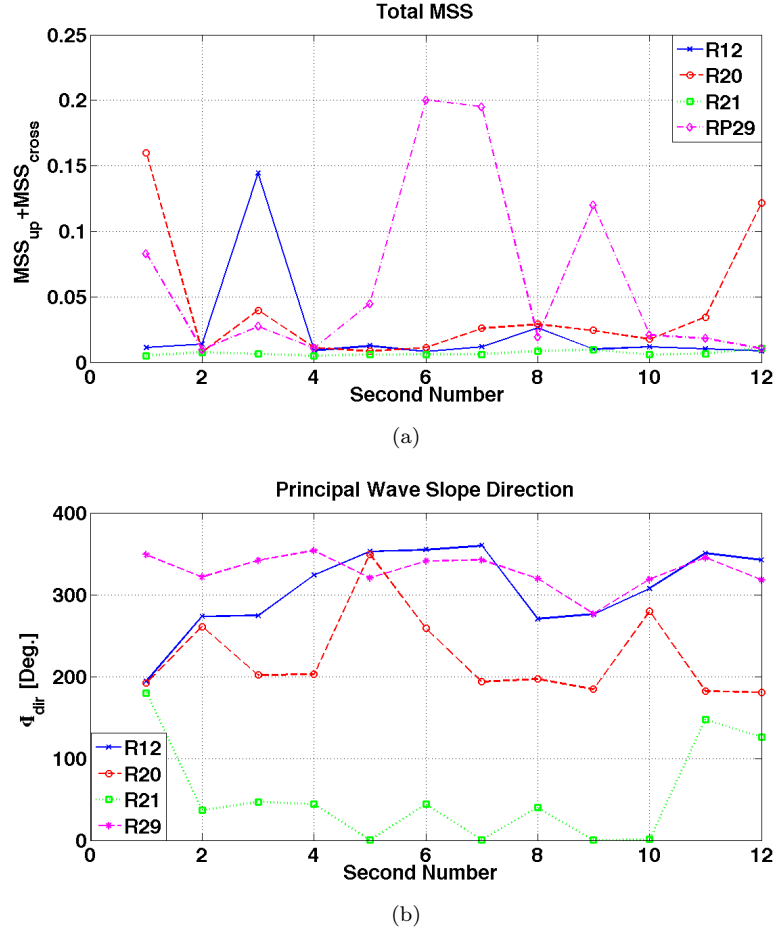 Total MSS
0.25
0.2
0.15
0.1
0.05
0
MSS_up+MSS_cross
R12
R20
R21
RP29
0 2 4 6 8 10 12
Second Number
(a)
Principal Wave Slope Direction
400
300
200
100
0
Φ_dir [Deg.]
R12
R20
R21
R29
0 2 4 6 8 10 12
Second Number
(b)